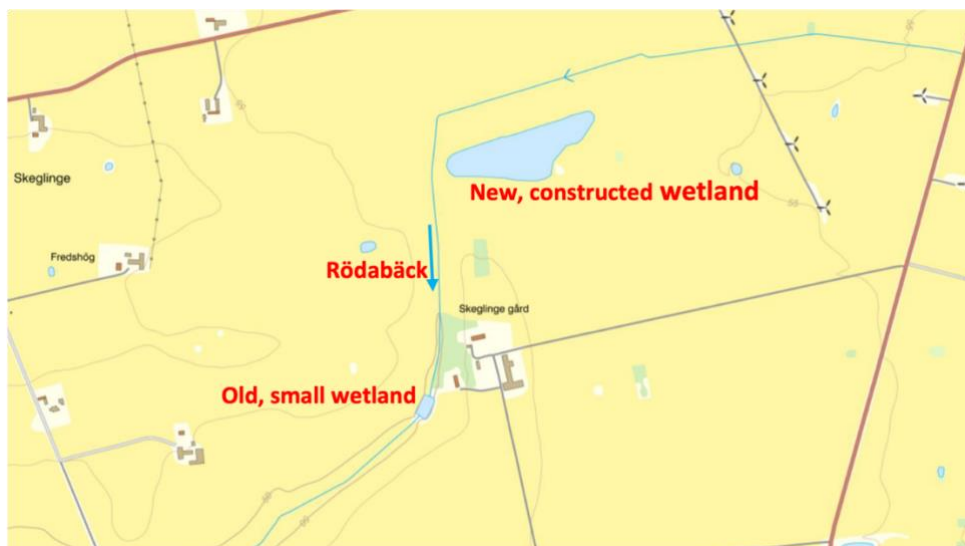 Skeglinge
New, constructed wetland
Fredshög
Rödabäck
Skeglinge gård
Old, small wetland